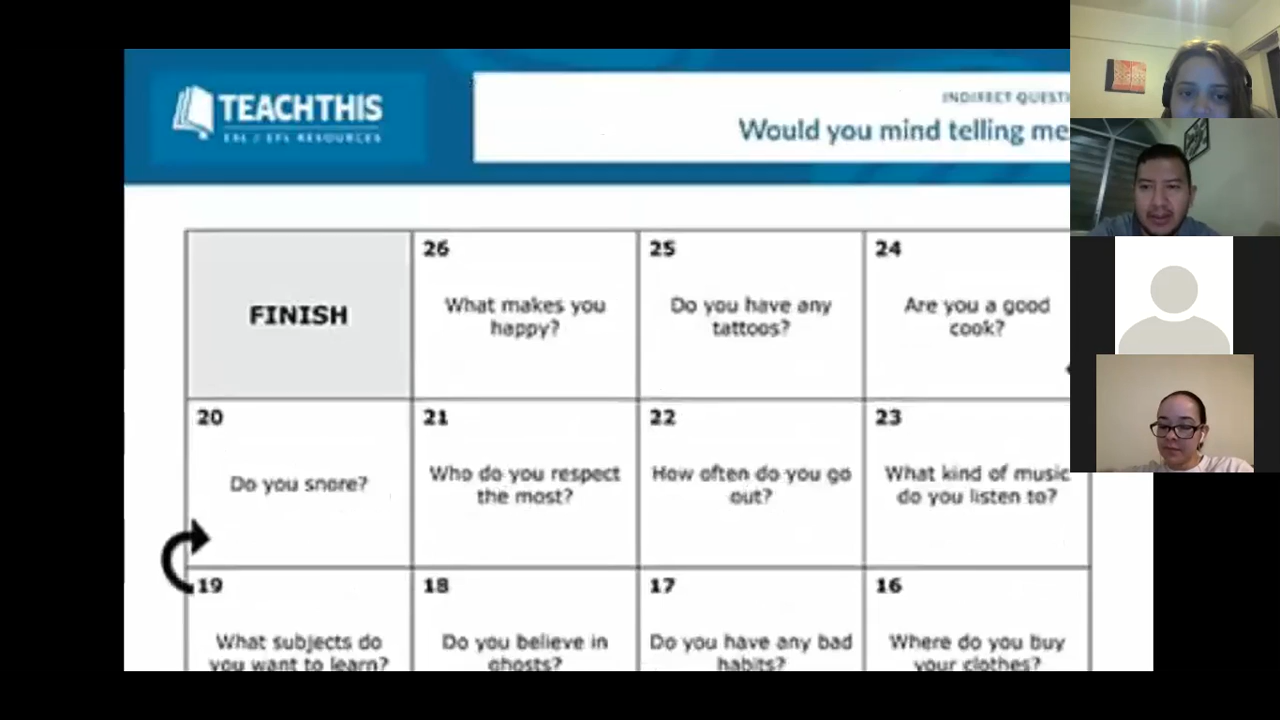 TEACHTHIS
ESL / EFL RESOURCES
INDIRECT QUESTI
Would you mind telling me
FINISH
26
What makes you
happy?
25
Do you have any
tattoos?
24
Are you a good
cook?
20
Do you snore?
21
Who do you respect
the most?
22
How often do you go
out?
23
What kind of music
do you listen to?
19
What subjects do
you want to learn?
18
Do you believe in
ghosts?
17
Do you have any bad
habits?
16
Where do you buy
your clothes?